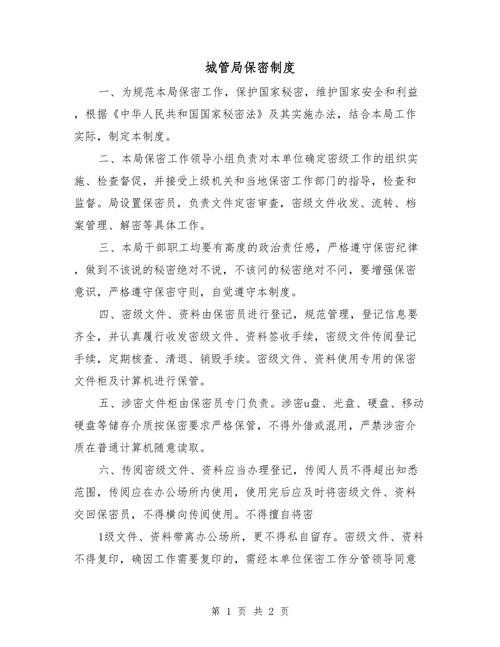 城管局保密制度
一、为规范本局保密工作，保护国家秘密，维护国家安全和利益
，根据《中华人民共和国国家秘密法》及其实施办法，结合本局工作
实际，制定本制度。
二、本局保密工作领导小组负责对本单位确定密级工作的组织实
施、检查督促，并接受上级机关和当地保密工作部门的指导，检查和
监督。局设置保密员，负责文件定密审查，密级文件收发、流转、档
案管理、解密等具体工作。
三、本局干部职工均要有高度的政治责任感，严格遵守保密纪律
，做到不该说的秘密绝对不说，不该问的秘密绝对不问，要增强保密
意识，严格遵守保密守则，自觉遵守本制度。
四、密级文件、资料由保密员进行登记，规范管理，登记信息要
齐全，并认真履行收发密级文件、资料签收手续，密级文件传阅登记
手续，定期核查、清退、销毁手续。密级文件、资料使用专用的保密
文件柜及计算机进行保管。
五、涉密文件柜由保密员专门负责。涉密u盘、光盘、硬盘、移动
硬盘等储存介质按保密要求严格保管，不得外借或混用，严禁涉密介
质在普通计算机随意读取。
六、传阅密级文件、资料应当办理登记，传阅人员不得超出知悉
范围，传阅应在办公场所内使用，使用完后应及时将密级文件、资料
交回保密员，不得横向传阅使用。不得擅自将密
1级文件、资料带离办公场所，更不得私自留存。密级文件、资料
不得复印，确因工作需要复印的，需经本单位保密工作分管领导同意
第 1 页 共 2 页